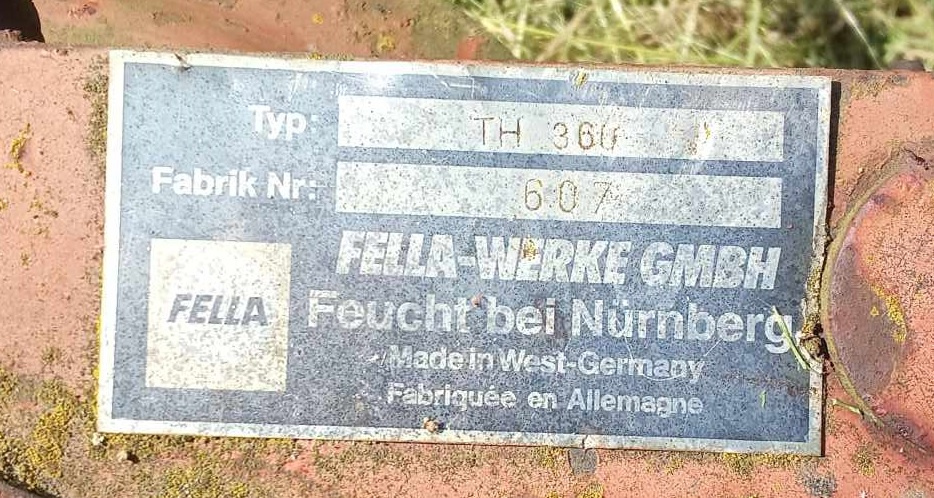 Typ: TH 360
Fabrik Nr: 607
FELLA-WERKE GMBH
FELLA
Feucht bei Nürnberg
Made in West-Germany
Fabriquée en Allemagne